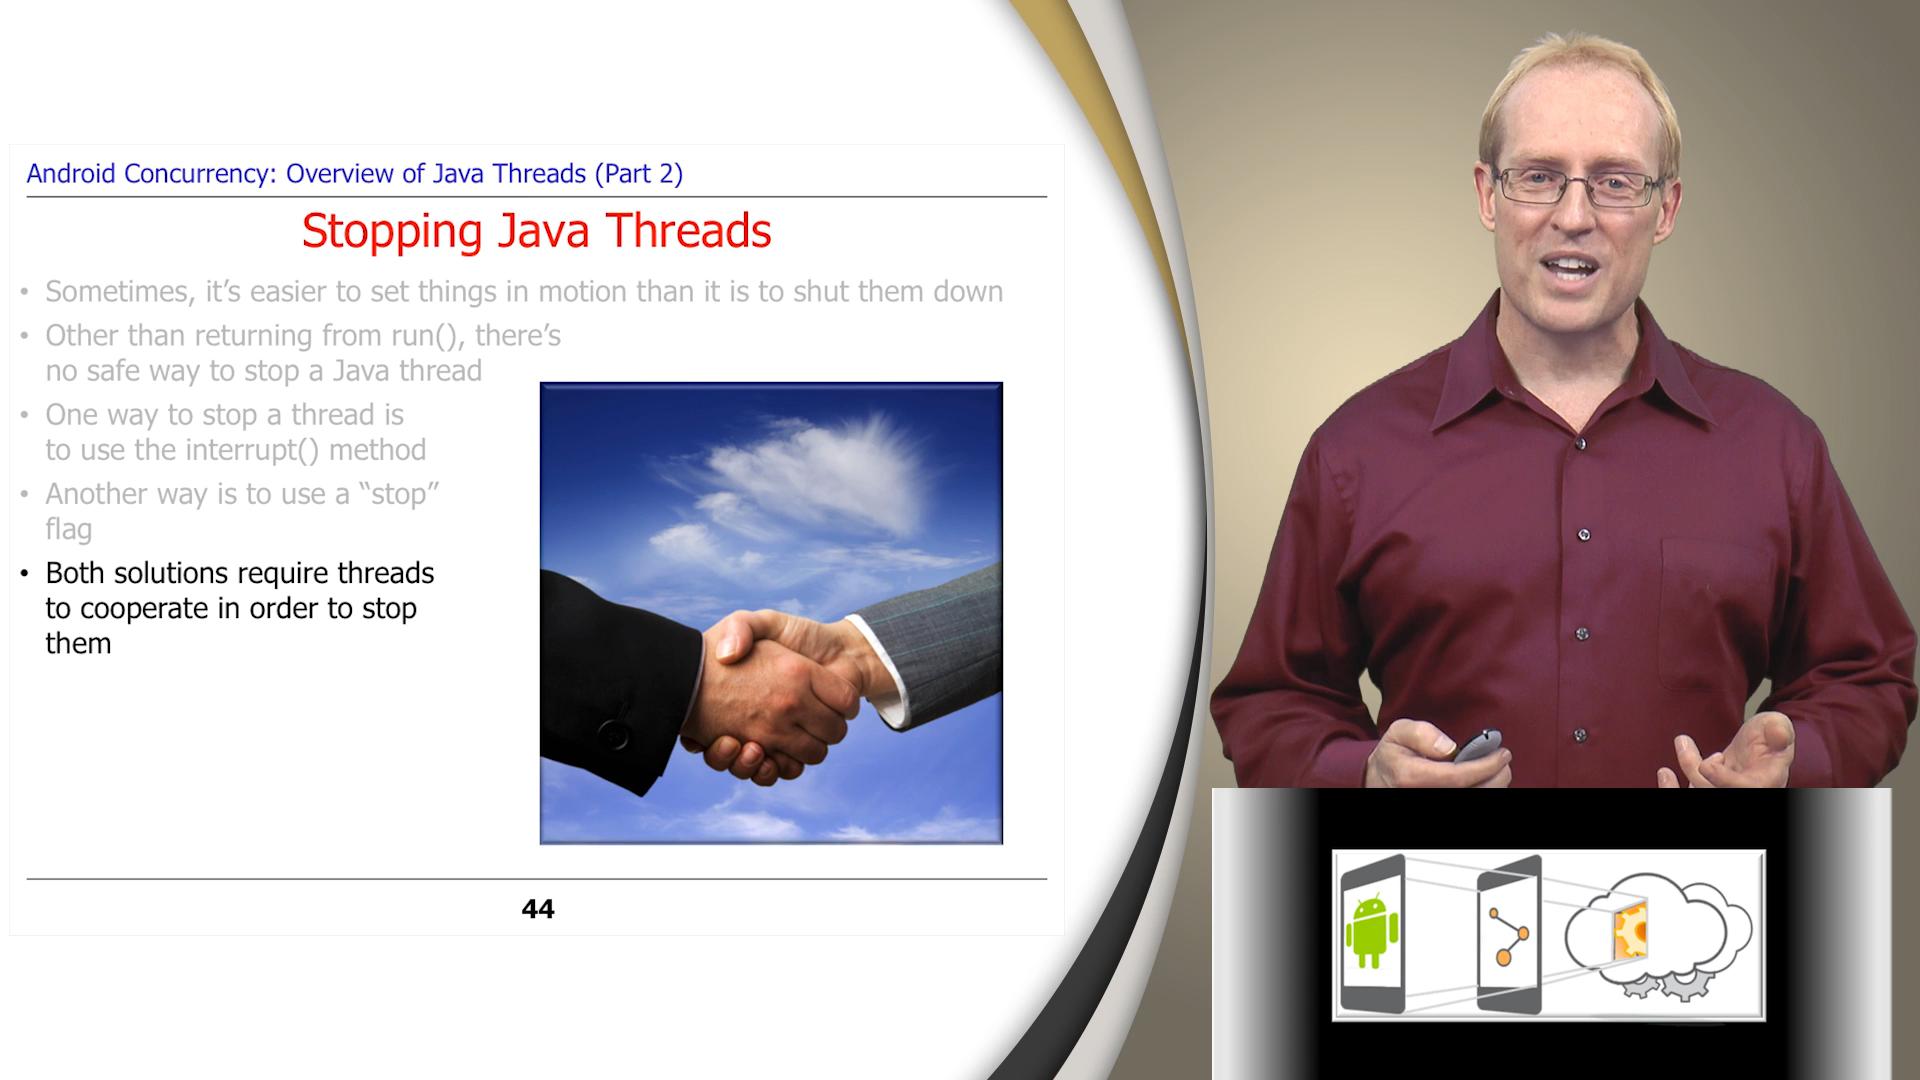 Android Concurrency: Overview of Java Threads (Part 2)
Stopping Java Threads
• Sometimes, it’s easier to set things in motion than it is to shut them down
• Other than returning from run(), there’s
no safe way to stop a Java thread
• One way to stop a thread is
to use the interrupt() method
• Another way is to use a “stop”
flag
• Both solutions require threads
to cooperate in order to stop
them
44